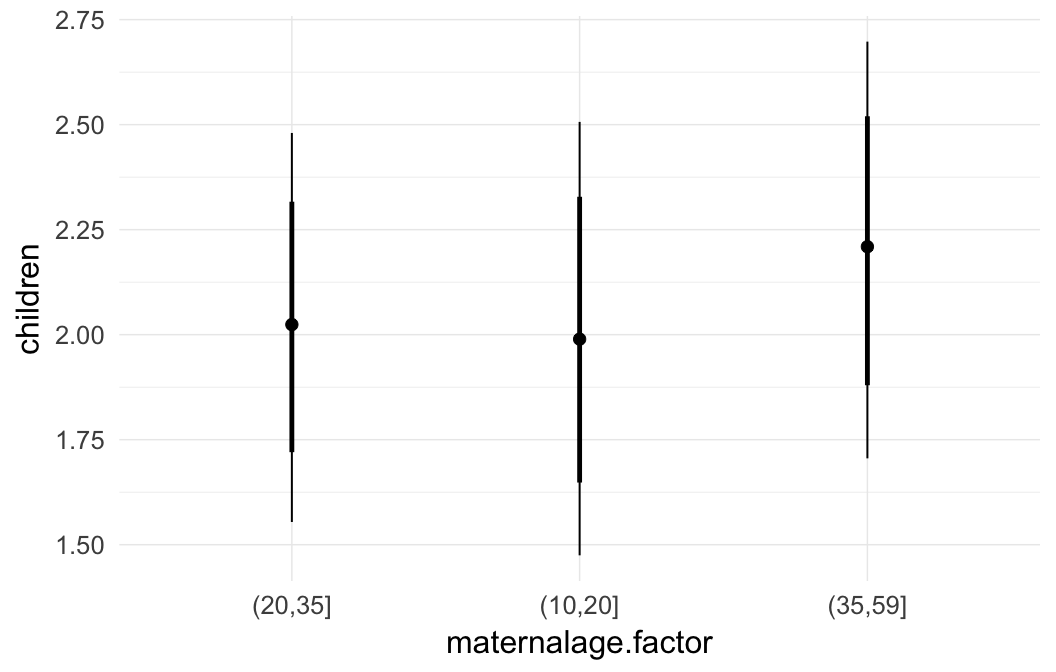 2.75
2.50
2.25
2.00
1.75
1.50
children
(20,35] (10,20] (35,59]
maternalage.factor